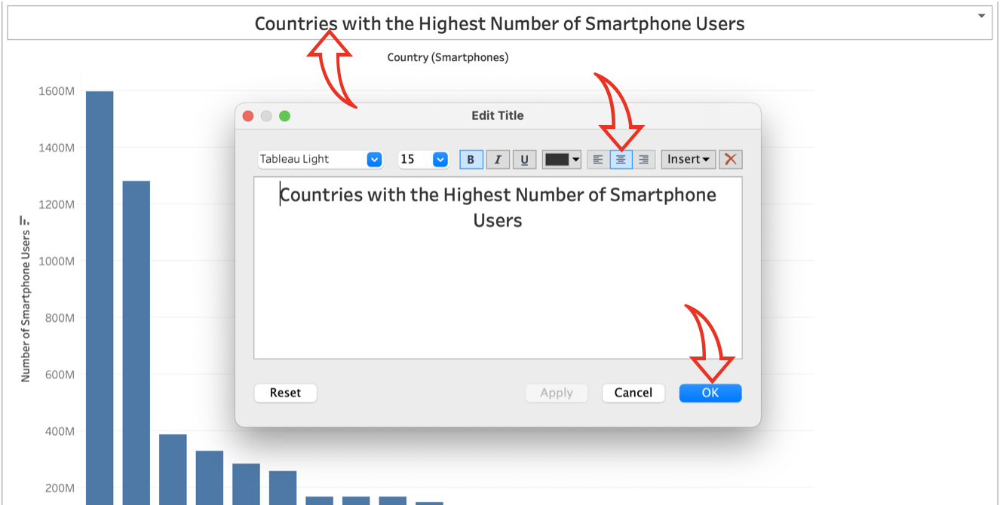 Countries with the Highest Number of Smartphone Users
Country (Smartphones)
1600M
1400M
1200M
1000M
800M
600M
400M
200M
Number of Smartphone Users
Edit Title
Tableau Light 15 B I U Insert
Countries with the Highest Number of Smartphone
Users
Reset Apply Cancel OK